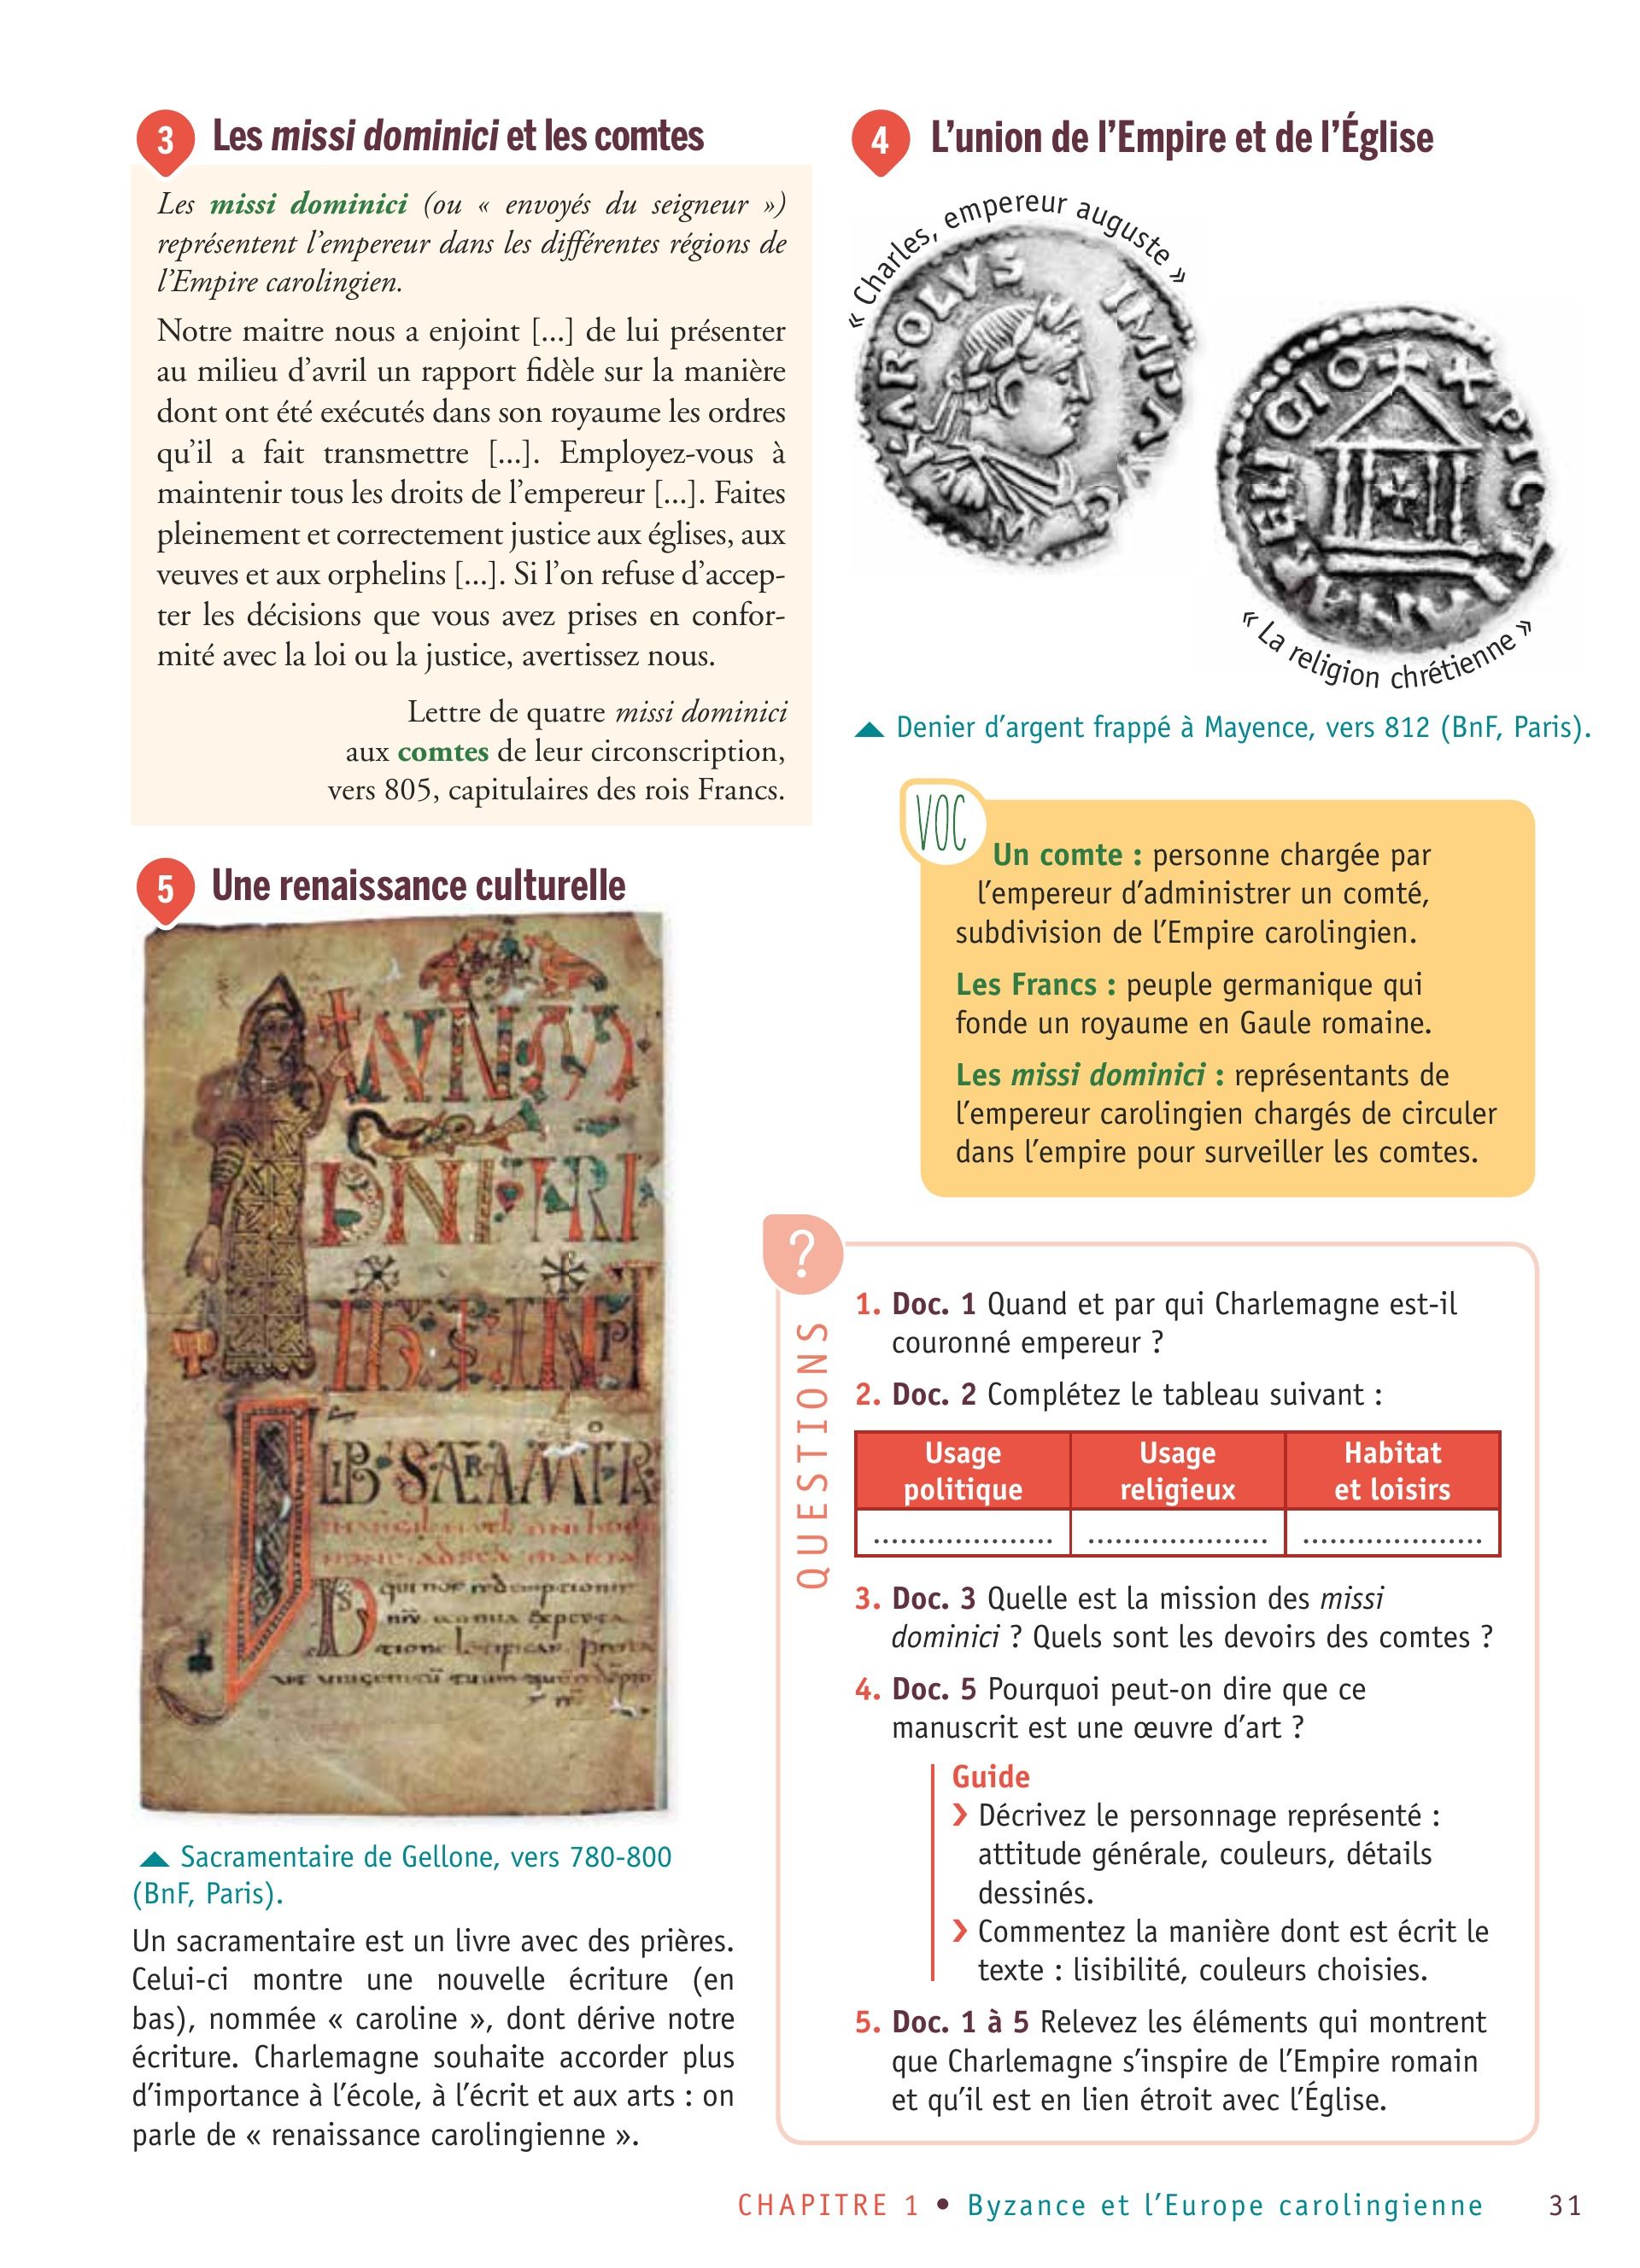 3 Les missi dominici et les comtes
Les missi dominici (ou « envoyés du seigneur »)
représentent l’empereur dans les différentes régions de
l’Empire carolingien.
Notre maitre nous a enjoint [...] de lui présenter
au milieu d’avril un rapport fidèle sur la manière
dont ont été exécutés dans son royaume les ordres
qu’il a fait transmettre [...]. Employez-vous à
maintenir tous les droits de l’empereur [...]. Faites
pleinement et correctement justice aux églises, aux
veuves et aux orphelins [...]. Si l’on refuse d’accep-
ter les décisions que vous avez prises en confor-
mité avec la loi ou la justice, avertissez nous.
Lettre de quatre missi dominici
aux comtes de leur circonscription,
vers 805, capitulaires des rois Francs.
4 L’union de l’Empire et de l’Église
« Charles, empereur auguste »
KAROLVS IMP
« La religion chrétienne »
Denier d’argent frappé à Mayence, vers 812 (BnF, Paris).
5 Une renaissance culturelle
Sacramentaire de Gellone, vers 780-800
(BnF, Paris).
Un sacramentaire est un livre avec des prières.
Celui-ci montre une nouvelle écriture (en
bas), nommée « caroline », dont dérive notre
écriture. Charlemagne souhaite accorder plus
d’importance à l’école, à l’écrit et aux arts : on
parle de « renaissance carolingienne ».
VOC
Un comte : personne chargée par
l’empereur d’administrer un comté,
subdivision de l’Empire carolingien.
Les Francs : peuple germanique qui
fonde un royaume en Gaule romaine.
Les missi dominici : représentants de
l’empereur carolingien chargés de circuler
dans l’empire pour surveiller les comtes.
?
QUESTIONS
1. Doc. 1 Quand et par qui Charlemagne est-il
couronné empereur ?
2. Doc. 2 Complétez le tableau suivant :
Usage politique Usage religieux Habitat et loisirs
.................... .................... ....................
3. Doc. 3 Quelle est la mission des missi
dominici ? Quels sont les devoirs des comtes ?
4. Doc. 5 Pourquoi peut-on dire que ce
manuscrit est une œuvre d’art ?
Guide
❯ Décrivez le personnage représenté :
attitude générale, couleurs, détails
dessinés.
❯ Commentez la manière dont est écrit le
texte : lisibilité, couleurs choisies.
5. Doc. 1 à 5 Relevez les éléments qui montrent
que Charlemagne s’inspire de l’Empire romain
et qu’il est en lien étroit avec l’Église.
CHAPITRE 1 • Byzance et l’Europe carolingienne 31